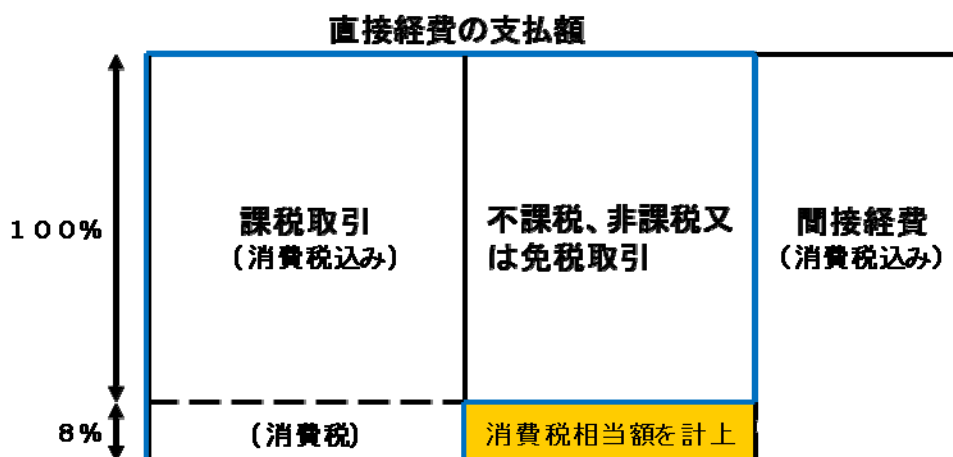 直接経費の支払額
100%
課税取引
(消費税込み)
不課税、非課税又
は免税取引
間接経費
(消費税込み)
8%
(消費税)
消費税相当額を計上